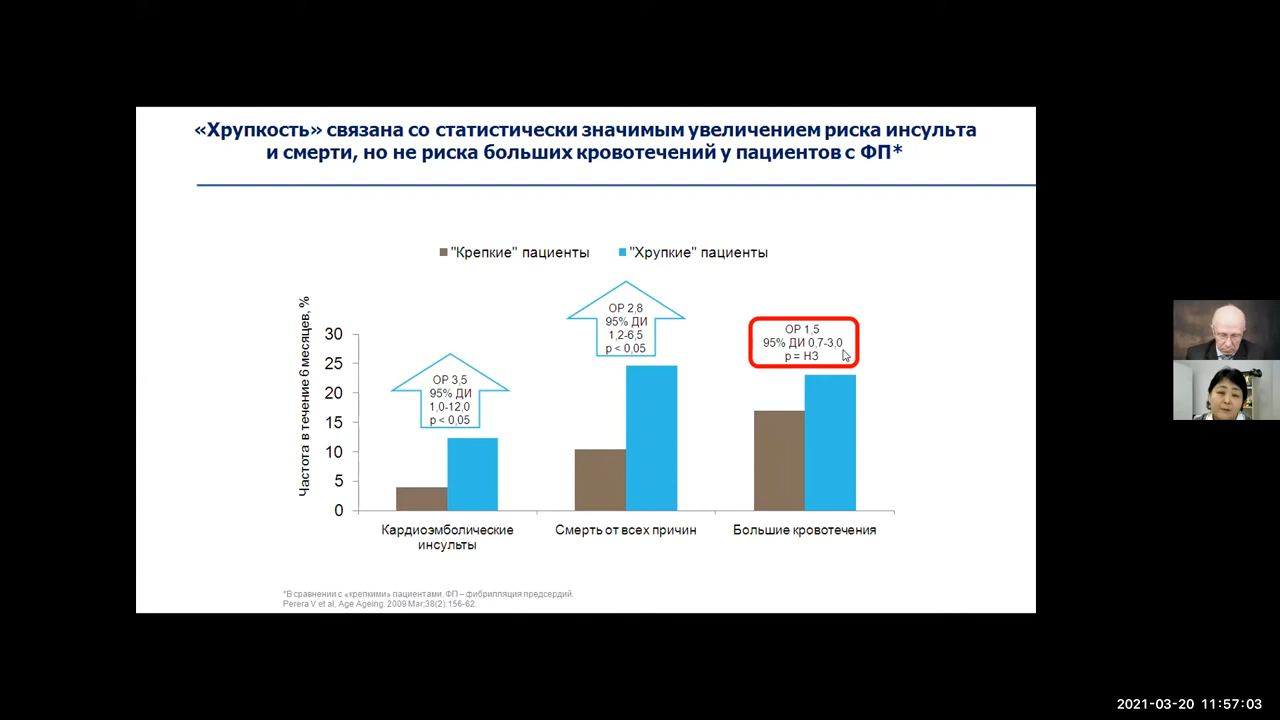 «Хрупкость» связана со статистически значимым увеличением риска инсульта
и смерти, но не риска больших кровотечений у пациентов с ФП*
"Крепкие" пациенты
"Хрупкие" пациенты
Частота в течение 6 месяцев, %
30
25
20
15
10
5
0
ОР 3,5
95% ДИ
1,0-12,0
p < 0,05
ОР 2,8
95% ДИ
1,2-6,5
p < 0,05
ОР 1,5
95% ДИ 0,7-3,0
p = НЗ
Кардиоэмболические
инсульты
Смерть от всех причин
Большие кровотечения
*В сравнении с «крепкими» пациентами. ФП – фибрилляция предсердий.
Perera V et al, Age Ageing. 2009 Mar;38(2):156-62.
2021-03-20 11:57:03